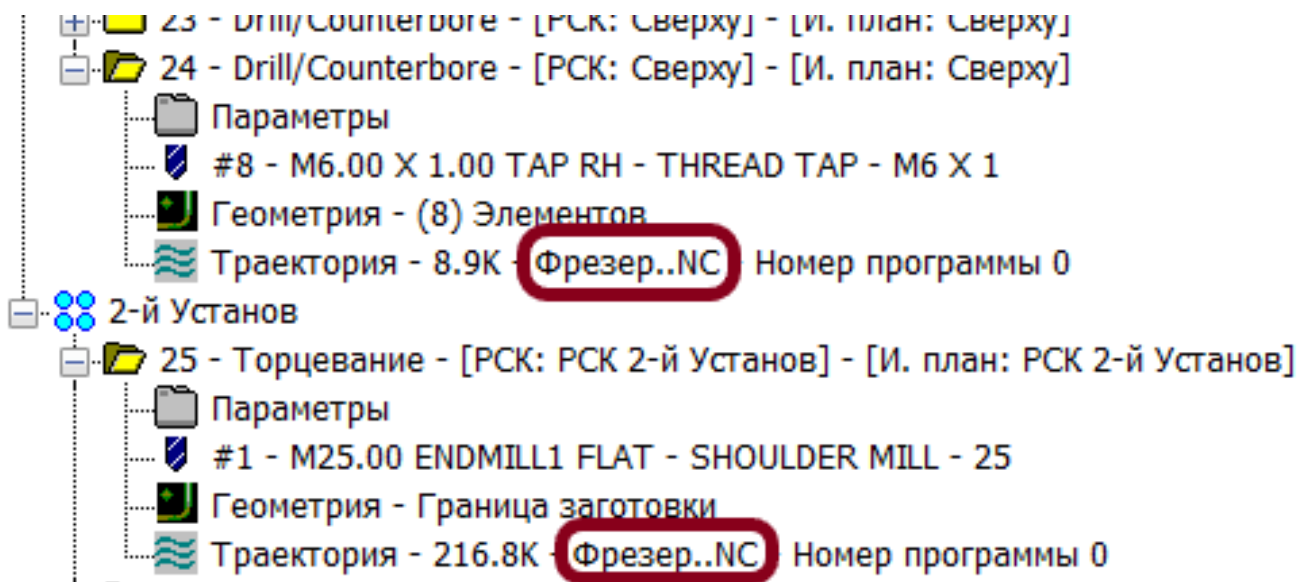 23 - Drill/Counterbore - [РСК: Сверху] - [И. план: Сверху]
24 - Drill/Counterbore - [РСК: Сверху] - [И. план: Сверху]
Параметры
#8 - M6.00 X 1.00 TAP RH - THREAD TAP - M6 X 1
Геометрия - (8) Элементов
Траектория - 8.9K - Фрезер..NC - Номер программы 0
2-й Установ
25 - Торцевание - [РСК: РСК 2-й Установ] - [И. план: РСК 2-й Установ]
Параметры
#1 - M25.00 ENDMILL1 FLAT - SHOULDER MILL - 25
Геометрия - Граница заготовки
Траектория - 216.8K - Фрезер..NC - Номер программы 0